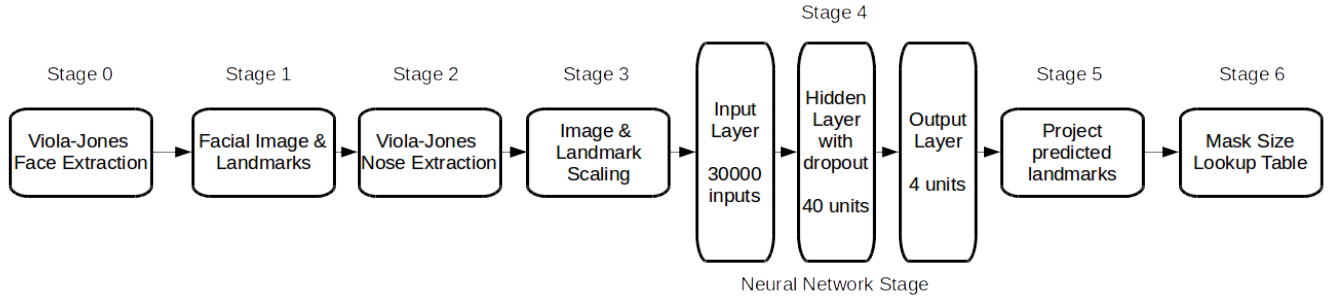 Stage 4
Stage 0
Stage 1
Stage 2
Stage 3
Stage 5
Stage 6
Viola-Jones
Face Extraction
Facial Image &
Landmarks
Viola-Jones
Nose Extraction
Image &
Landmark
Scaling
Input
Layer
30000
inputs
Hidden
Layer
with
dropout
40 units
Output
Layer
4 units
Project
predicted
landmarks
Mask Size
Lookup Table
Neural Network Stage